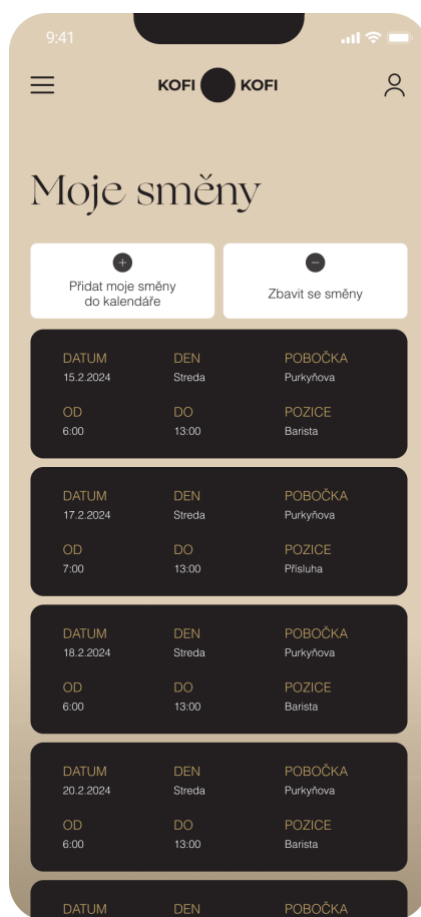 9:41
KOFI KOFI
Moje směny
Přidat moje směny
do kalendáře
Zbavit se směny
DATUM DEN POBOČKA
15.2.2024 Streda Purkyňova
OD DO POZICE
6:00 13:00 Barista
DATUM DEN POBOČKA
17.2.2024 Streda Purkyňova
OD DO POZICE
7:00 13:00 Přísluha
DATUM DEN POBOČKA
18.2.2024 Streda Purkyňova
OD DO POZICE
6:00 13:00 Barista
DATUM DEN POBOČKA
20.2.2024 Streda Purkyňova
OD DO POZICE
6:00 13:00 Barista
DATUM DEN POBOČKA